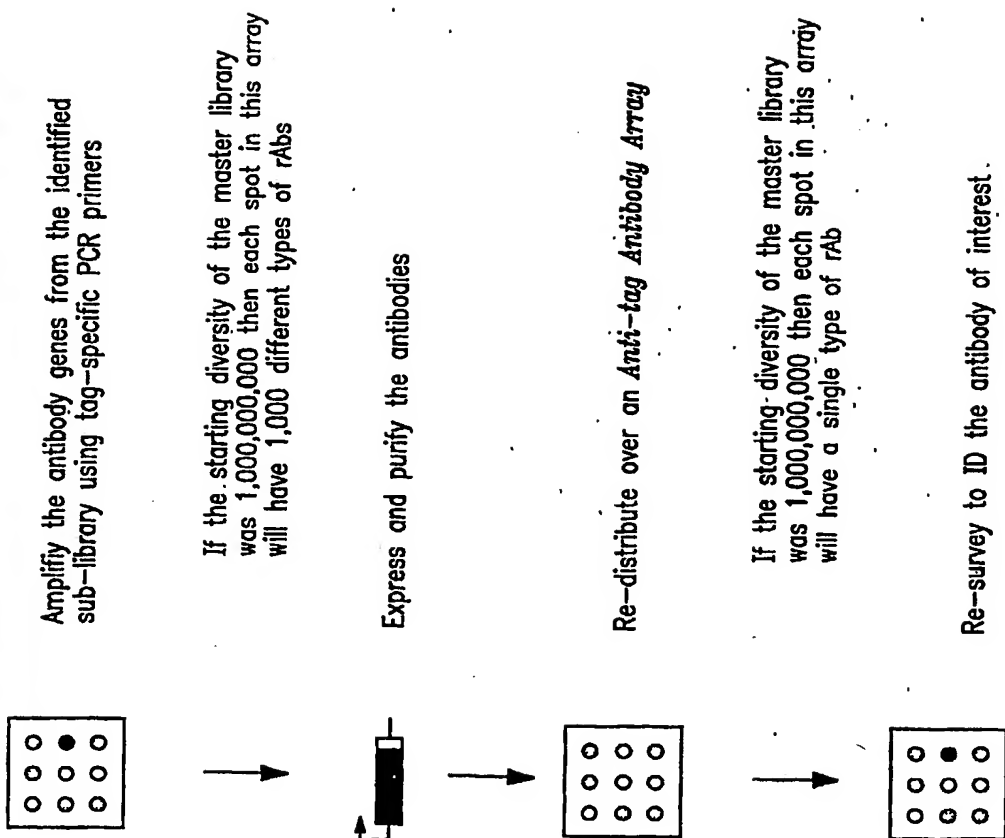 Amplifiy the antibody genes from the identified
sub-library using tag-specific PCR primers
If the starting diversity of the master library
was 1,000,000,000 then each spot in this array
will have 1,000 different types of rAbs
Express and purify the antibodies
Re-distribute over an Anti-tag Antibody Array
If the starting diversity of the master library
was 1,000,000,000 then each spot in this array
will have a single type of rAb
Re-survey to ID the antibody of interest.